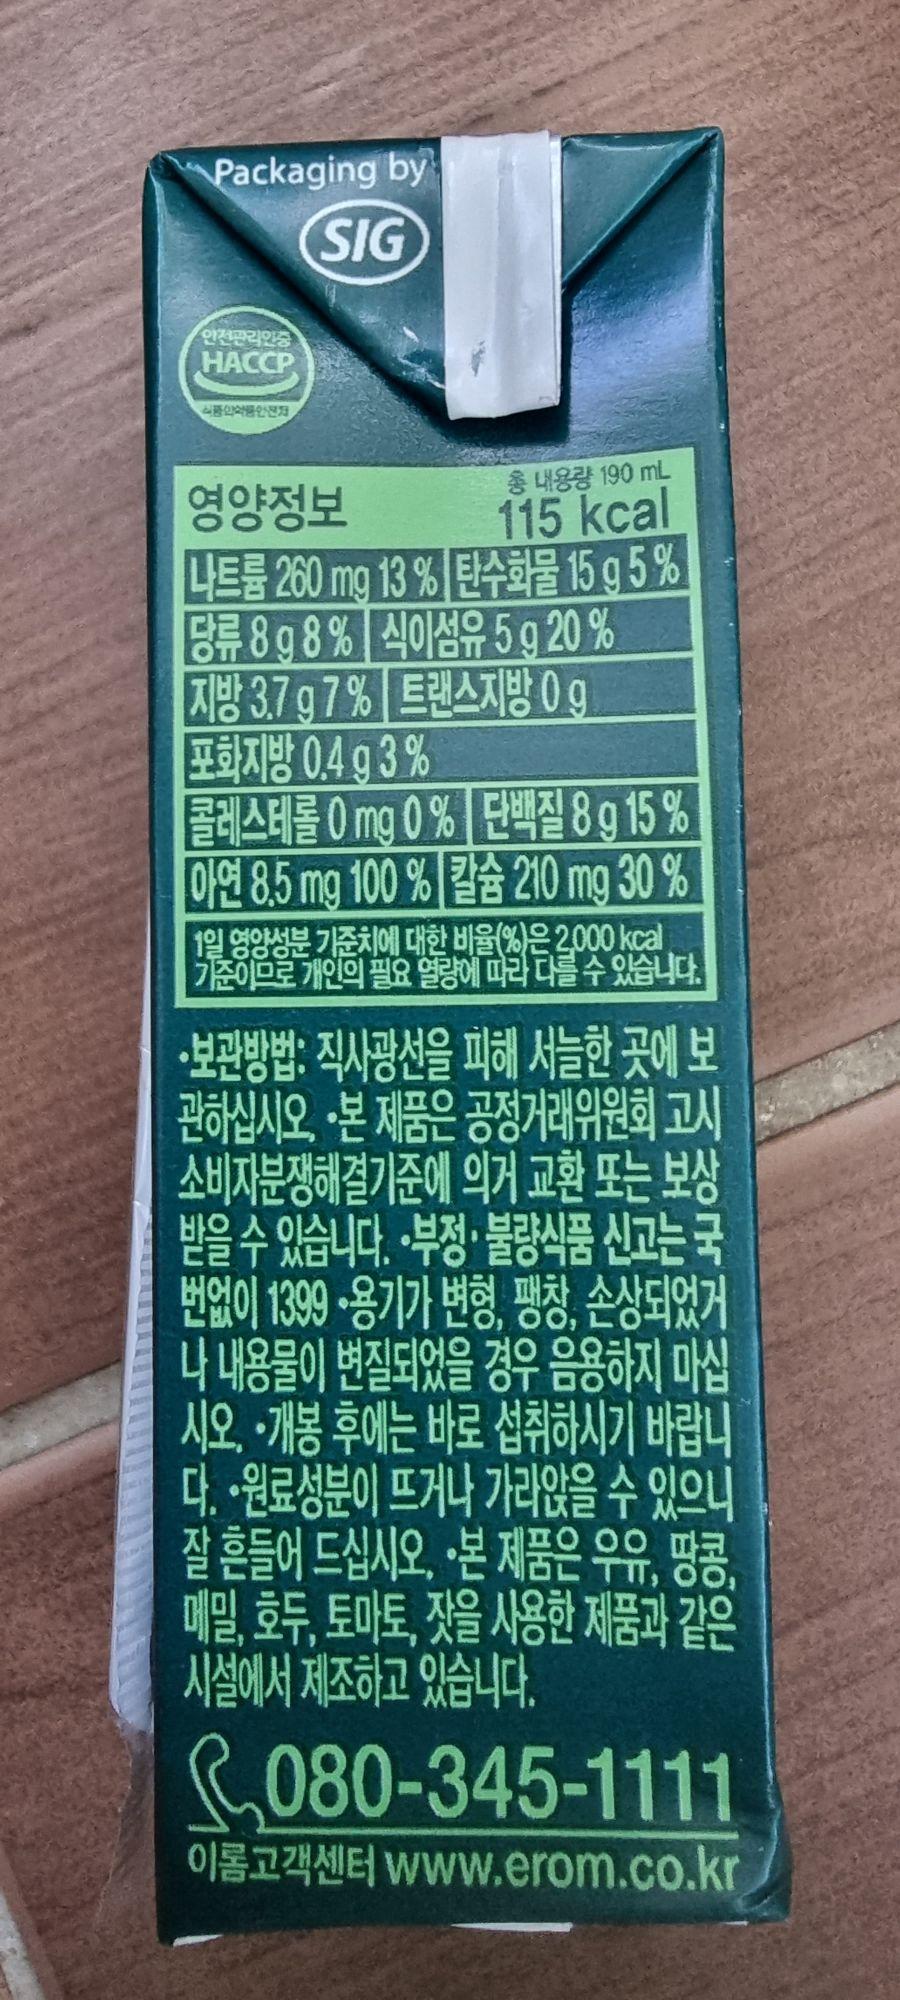 Packaging by
SIG
안전관리인증
HACCP
식품의약품안전처
영양정보
총 내용량 190 mL
115 kcal
나트륨 260 mg 13 % 탄수화물 15 g 5 %
당류 8 g 8 % 식이섬유 5 g 20 %
지방 3.7 g 7 % 트랜스지방 0 g
포화지방 0.4 g 3 %
콜레스테롤 0 mg 0 % 단백질 8 g 15 %
아연 8.5 mg 100 % 칼슘 210 mg 30 %
1일 영양성분 기준치에 대한 비율(%)은 2,000 kcal
기준이므로 개인의 필요 열량에 따라 다를 수 있습니다.
•보관방법: 직사광선을 피해 서늘한 곳에 보
관하십시오. •본 제품은 공정거래위원회 고시
소비자분쟁해결기준에 의거 교환 또는 보상
받을 수 있습니다. •부정·불량식품 신고는 국
번없이 1399 •용기가 변형, 팽창, 손상되었거
나 내용물이 변질되었을 경우 음용하지 마십
시오. •개봉 후에는 바로 섭취하시기 바랍니
다. •원료성분이 뜨거나 가라앉을 수 있으니
잘 흔들어 드십시오. •본 제품은 우유, 땅콩,
메밀, 호두, 토마토, 잣을 사용한 제품과 같은
시설에서 제조하고 있습니다.
080-345-1111
이롬고객센터 www.erom.co.kr